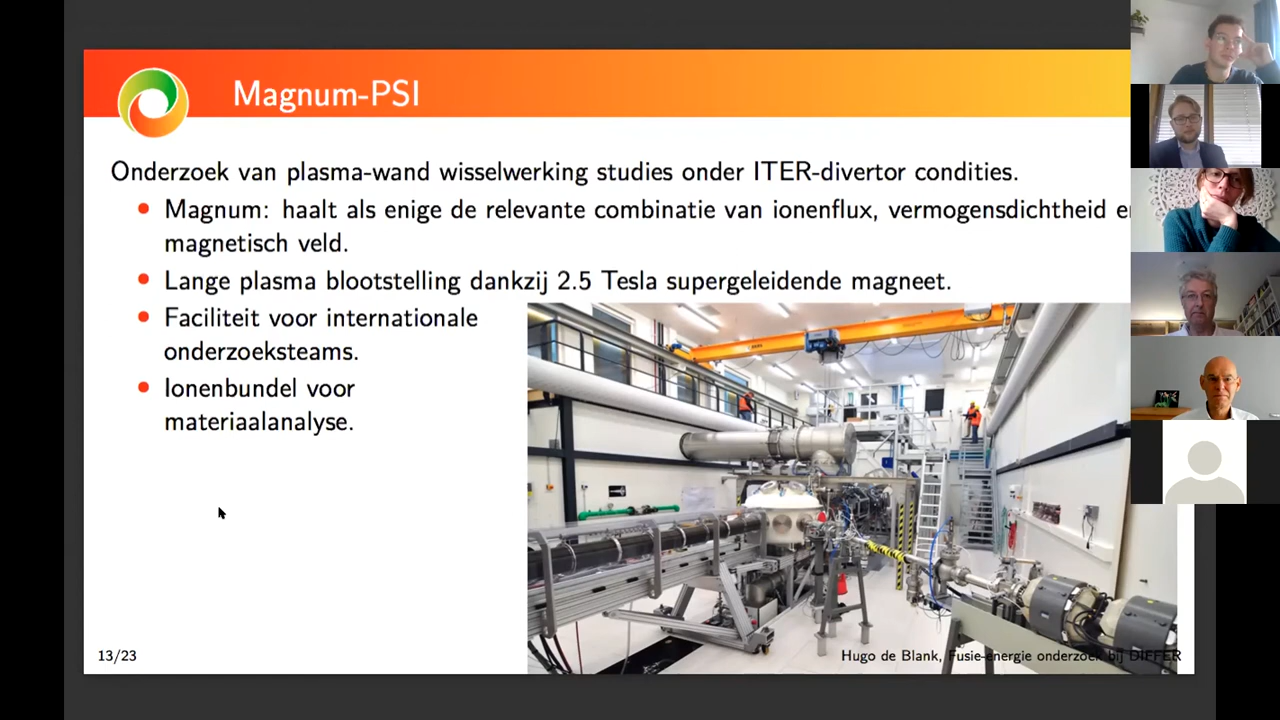 Magnum-PSI
Onderzoek van plasma-wand wisselwerking studies onder ITER-divertor condities.
Magnum: haalt als enige de relevante combinatie van ionenflux, vermogensdichtheid en
magnetisch veld.
Lange plasma blootstelling dankzij 2.5 Tesla supergeleidende magneet.
Faciliteit voor internationale
onderzoeksteams.
Ionenbundel voor
materiaalanalyse.
13/23
Hugo de Blank, Fusie-energie onderzoek bij DIFFER